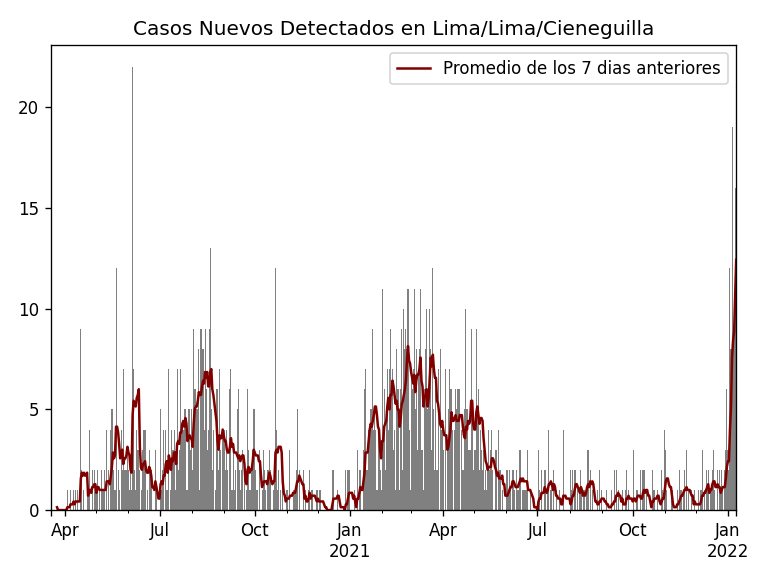 Casos Nuevos Detectados en Lima/Lima/Cieneguilla
Promedio de los 7 dias anteriores
20
15
10
5
0
Apr Jul Oct Jan Apr Jul Oct Jan
2021 2022